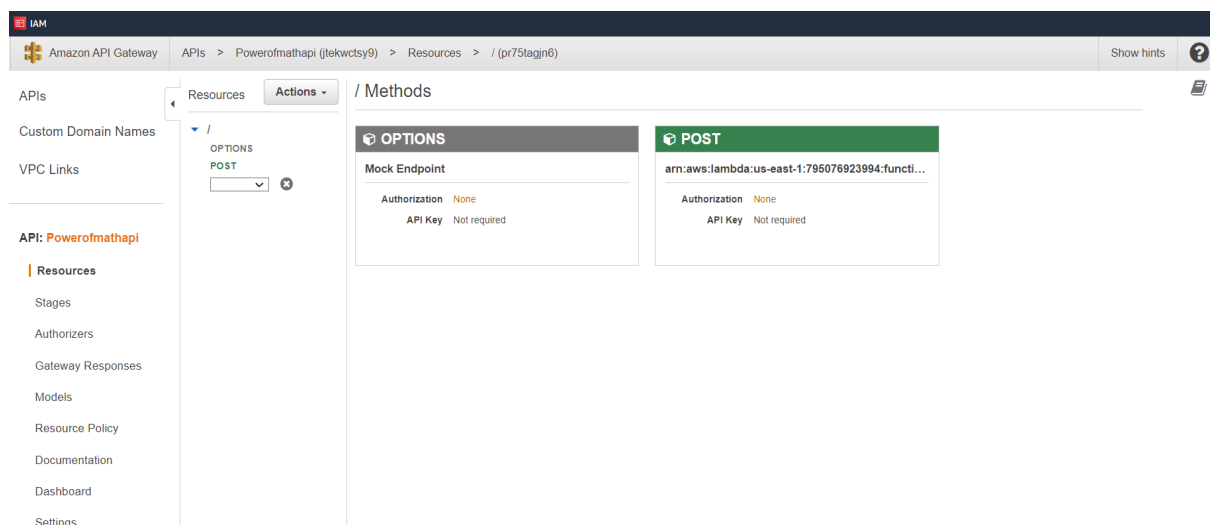 IAM
Amazon API Gateway APIs > Powerofmathapi (jtekwctsy9) > Resources > / (pr75tagjn6) Show hints ?
APIs
Custom Domain Names
VPC Links
API: Powerofmathapi
Resources
Stages
Authorizers
Gateway Responses
Models
Resource Policy
Documentation
Dashboard
Settings
Resources Actions
/
OPTIONS
POST
/ Methods
OPTIONS
Mock Endpoint
Authorization None
API Key Not required
POST
arn:aws:lambda:us-east-1:795076923994:functi...
Authorization None
API Key Not required